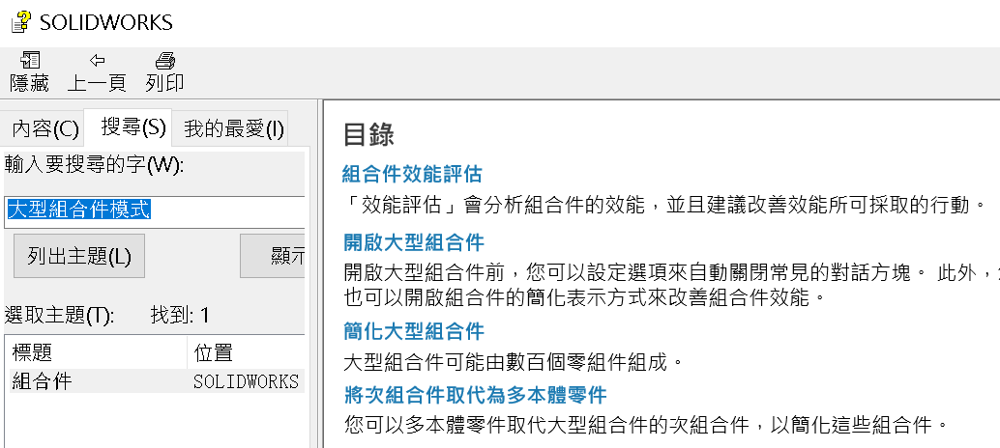 SOLIDWORKS
隱藏 上一頁 列印
內容(C) 搜尋(S) 我的最愛(I)
輸入要搜尋的字(W):
大型組合件模式
列出主題(L) 顯示
選取主題(T): 找到: 1
標題 位置
組合件 SOLIDWORKS
目錄
組合件效能評估
「效能評估」會分析組合件的效能，並且建議改善效能所可採取的行動。
開啟大型組合件
開啟大型組合件前，您可以設定選項來自動關閉常見的對話方塊。 此外，
也可以開啟組合件的簡化表示方式來改善組合件效能。
簡化大型組合件
大型組合件可能由數百個零組件組成。
將次組合件取代為多本體零件
您可以多本體零件取代大型組合件的次組合件，以簡化這些組合件。